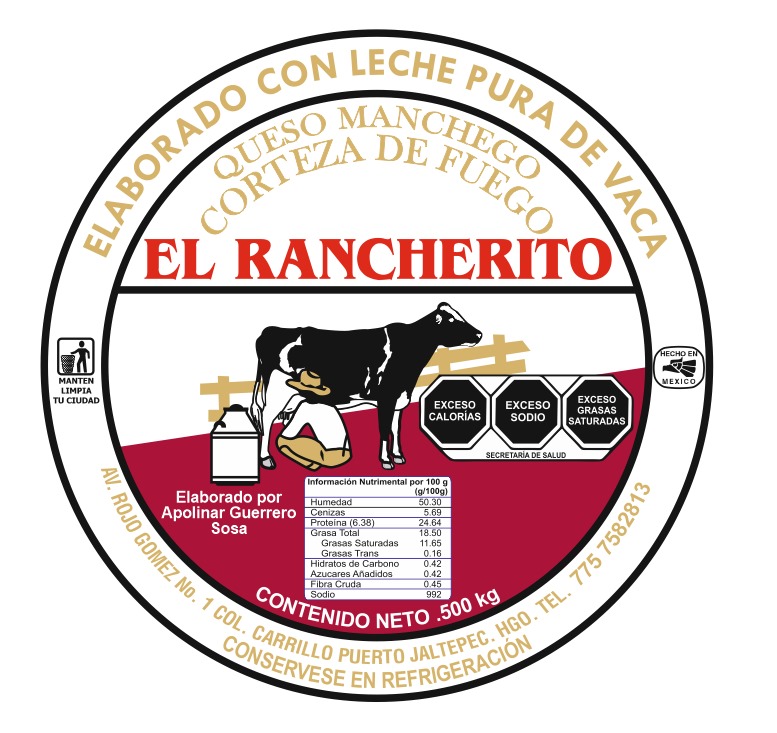 ELABORADO CON LECHE PURA DE VACA
QUESO MANCHEGO
CORTEZA DE FUEGO
EL RANCHERITO
MANTEN
LIMPIA
TU CIUDAD
HECHO EN
MEXICO
EXCESO
CALORÍAS
EXCESO
SODIO
EXCESO
GRASAS
SATURADAS
SECRETARÍA DE SALUD
Elaborado por
Apolinar Guerrero
Sosa
Información Nutrimental por 100 g
(g/100g)
Humedad 50.30
Cenizas 5.69
Proteína (6.38) 24.64
Grasa Total 18.50
Grasas Saturadas 11.65
Grasas Trans 0.16
Hidratos de Carbono 0.42
Azucares Añadidos 0.42
Fibra Cruda 0.45
Sodio 992
CONTENIDO NETO .500 kg
AV. ROJO GOMEZ No. 1 COL. CARRILLO PUERTO JALTEPEC. HGO. TEL. 775 7582813
CONSERVESE EN REFRIGERACIÓN